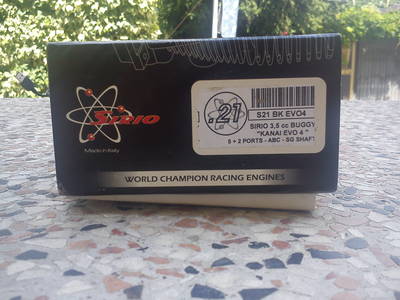 SIRIO
Made in Italy
.21
S21 BK EVO4
SIRIO 3,5 cc BUGGY
"KANAI EVO 4 "
5 + 2 PORTS - ABC - SG SHAFT
WORLD CHAMPION RACING ENGINES